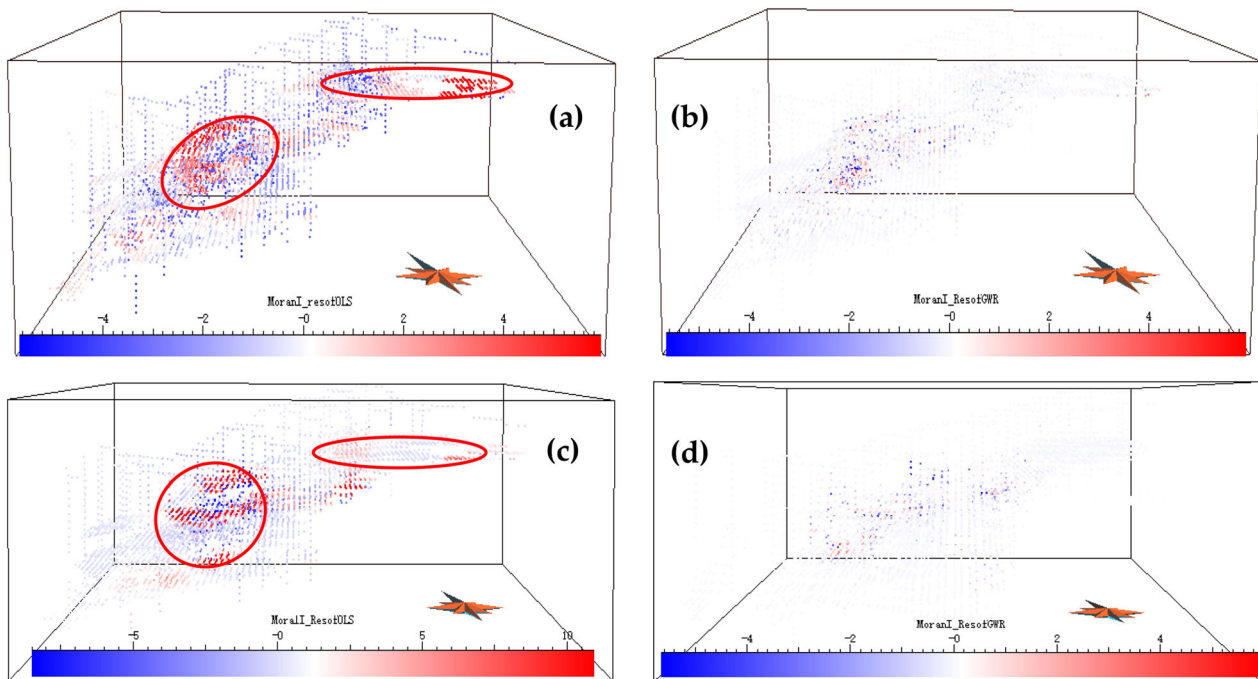 (a)
MoranI_resofOLS
-4 -2 -0 2 4
(b)
MoranI_ResofGWR
-4 -2 -0 2 4
(c)
MoralI_ResofOLS
-5 -0 5 10
(d)
MoranI_ResofGWR
-4 -2 -0 2 4